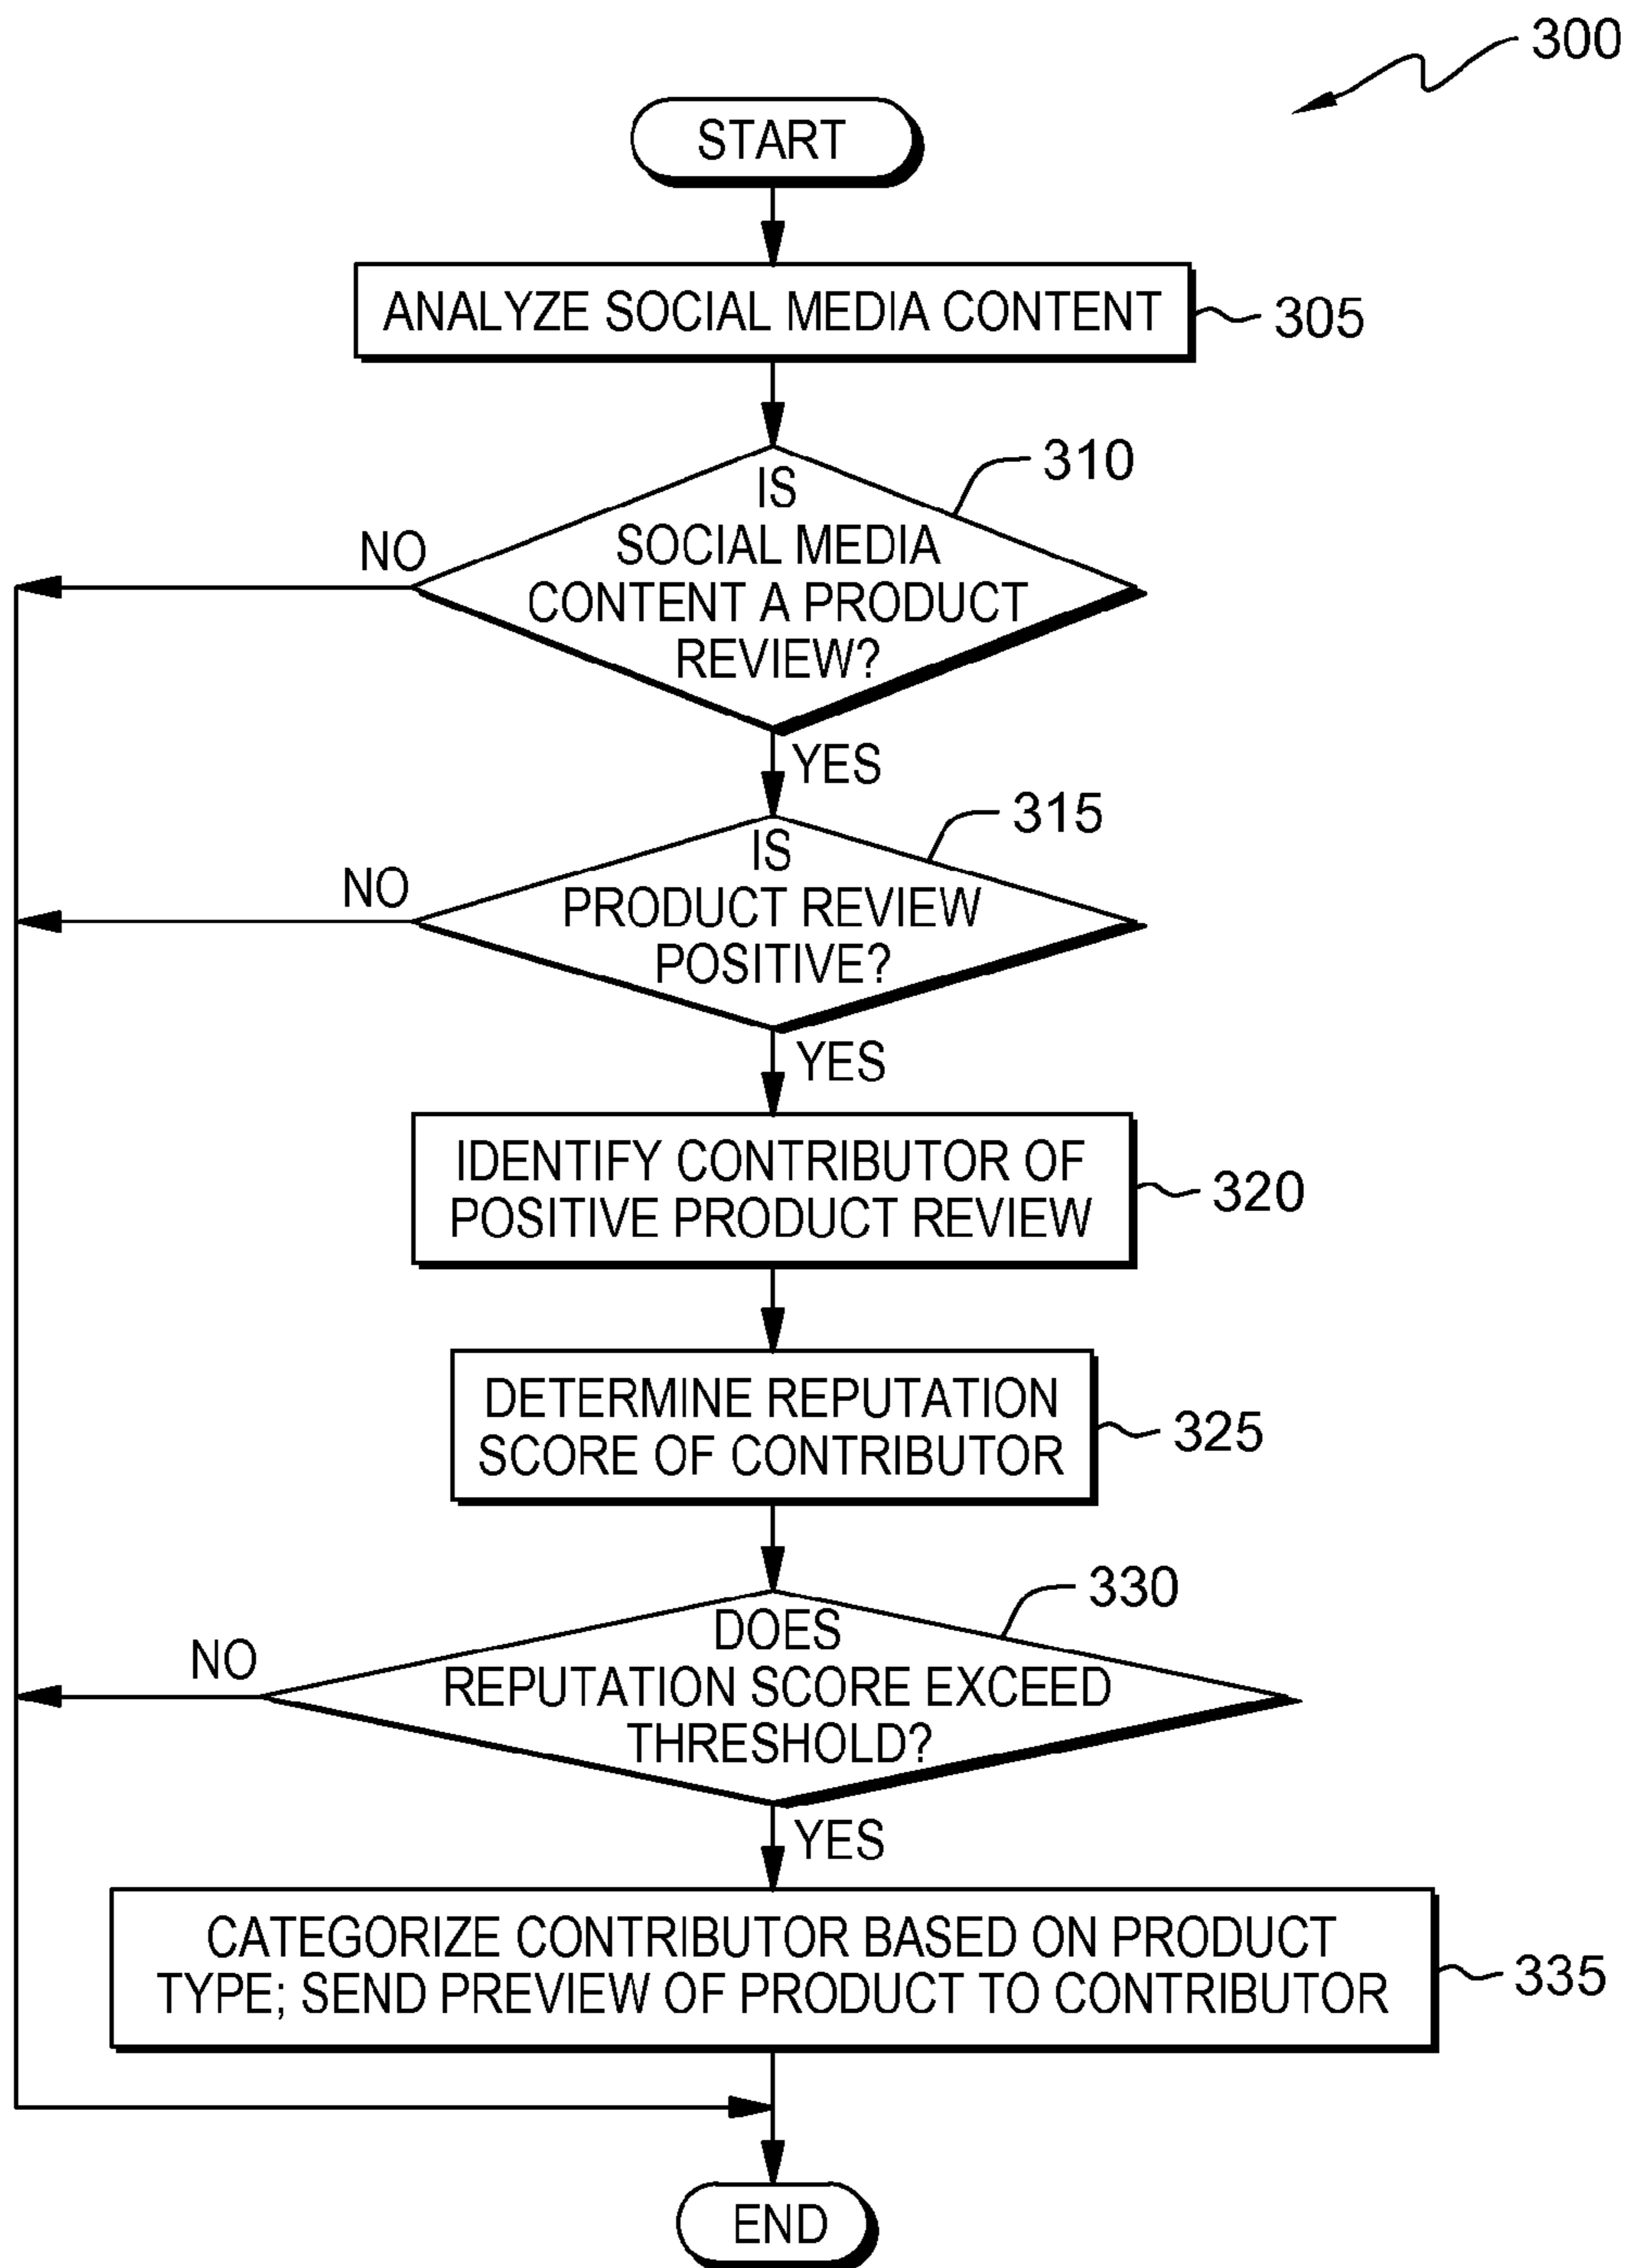 300
START
ANALYZE SOCIAL MEDIA CONTENT
305
310
IS
SOCIAL MEDIA
CONTENT A PRODUCT
REVIEW?
NO
YES
315
IS
PRODUCT REVIEW
POSITIVE?
NO
YES
IDENTIFY CONTRIBUTOR OF
POSITIVE PRODUCT REVIEW
320
DETERMINE REPUTATION
SCORE OF CONTRIBUTOR
325
330
DOES
REPUTATION SCORE EXCEED
THRESHOLD?
NO
YES
CATEGORIZE CONTRIBUTOR BASED ON PRODUCT
TYPE; SEND PREVIEW OF PRODUCT TO CONTRIBUTOR
335
END